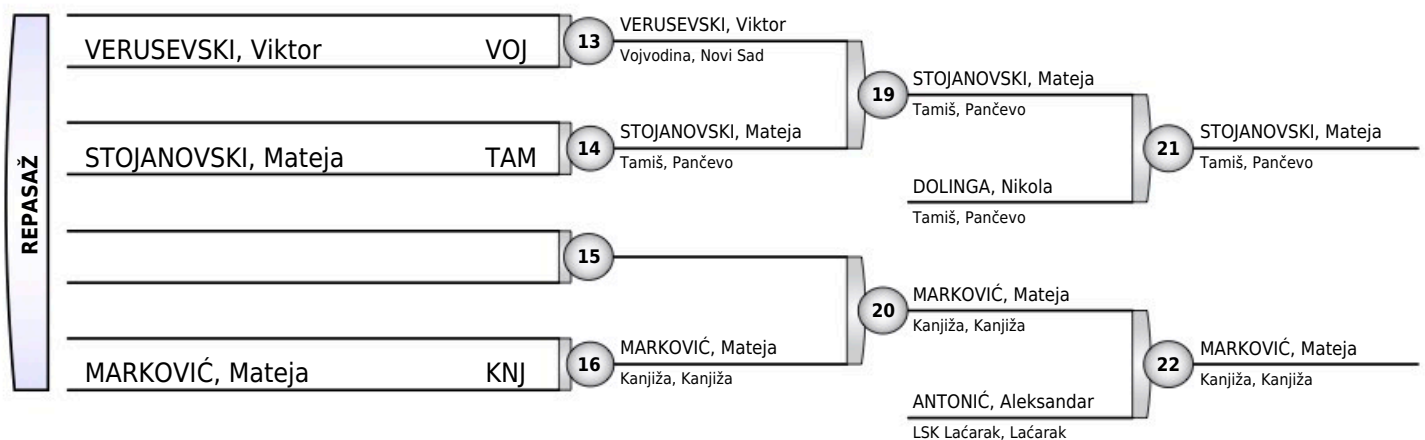 REPASAŽ
VERUSEVSKI, Viktor VOJ
STOJANOVSKI, Mateja TAM
MARKOVIĆ, Mateja KNJ
13
VERUSEVSKI, Viktor
Vojvodina, Novi Sad
14
STOJANOVSKI, Mateja
Tamiš, Pančevo
15
16
MARKOVIĆ, Mateja
Kanjiža, Kanjiža
19
STOJANOVSKI, Mateja
Tamiš, Pančevo
DOLINGA, Nikola
Tamiš, Pančevo
20
MARKOVIĆ, Mateja
Kanjiža, Kanjiža
ANTONIĆ, Aleksandar
LSK Laćarak, Laćarak
21
STOJANOVSKI, Mateja
Tamiš, Pančevo
22
MARKOVIĆ, Mateja
Kanjiža, Kanjiža